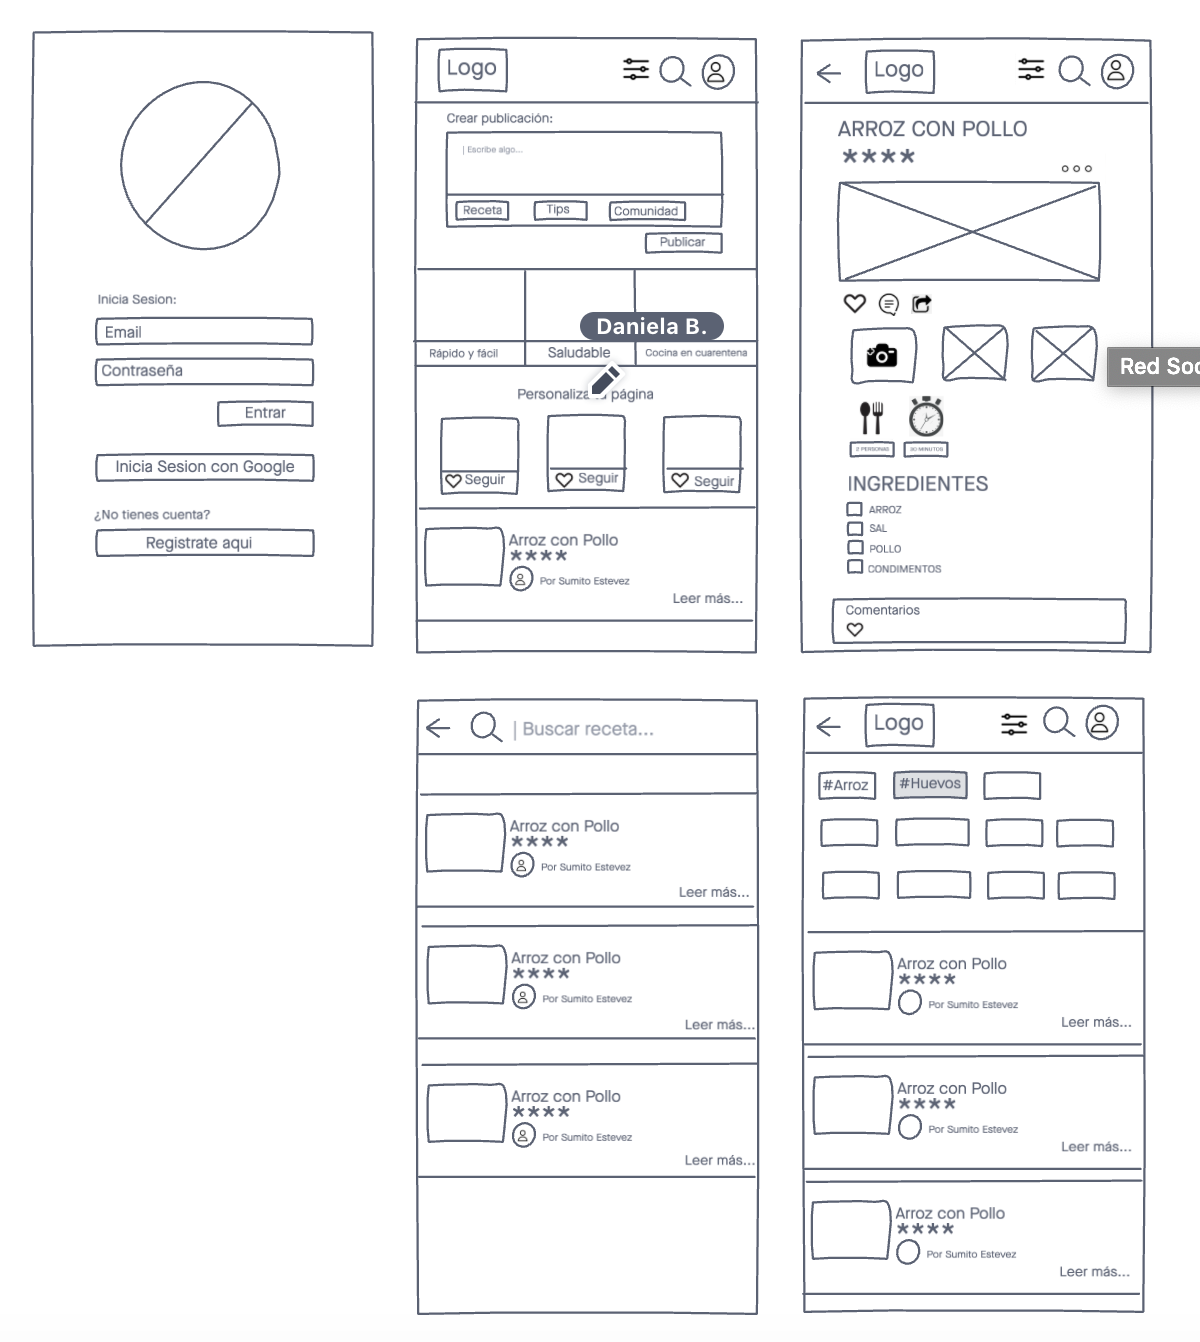 Inicia Sesion:
Email
Contraseña
Entrar
Inicia Sesion con Google
¿No tienes cuenta?
Registrate aqui
Logo
Crear publicación:
| Escribe algo...
Receta Tips Comunidad
Publicar
Daniela B.
Rápido y fácil Saludable Cocina en cuarentena
Personaliza página
Seguir Seguir Seguir
Arroz con Pollo
****
Por Sumito Estevez
Leer más...
Logo
ARROZ CON POLLO
****
Red Soc
2 PERSONAS 30 MINUTOS
INGREDIENTES
ARROZ
SAL
POLLO
CONDIMENTOS
Comentarios
| Buscar receta...
Arroz con Pollo
****
Por Sumito Estevez
Leer más...
Arroz con Pollo
****
Por Sumito Estevez
Leer más...
Arroz con Pollo
****
Por Sumito Estevez
Leer más...
Logo
#Arroz #Huevos
Arroz con Pollo
****
Por Sumito Estevez
Leer más...
Arroz con Pollo
****
Por Sumito Estevez
Leer más...
Arroz con Pollo
****
Por Sumito Estevez
Leer más...